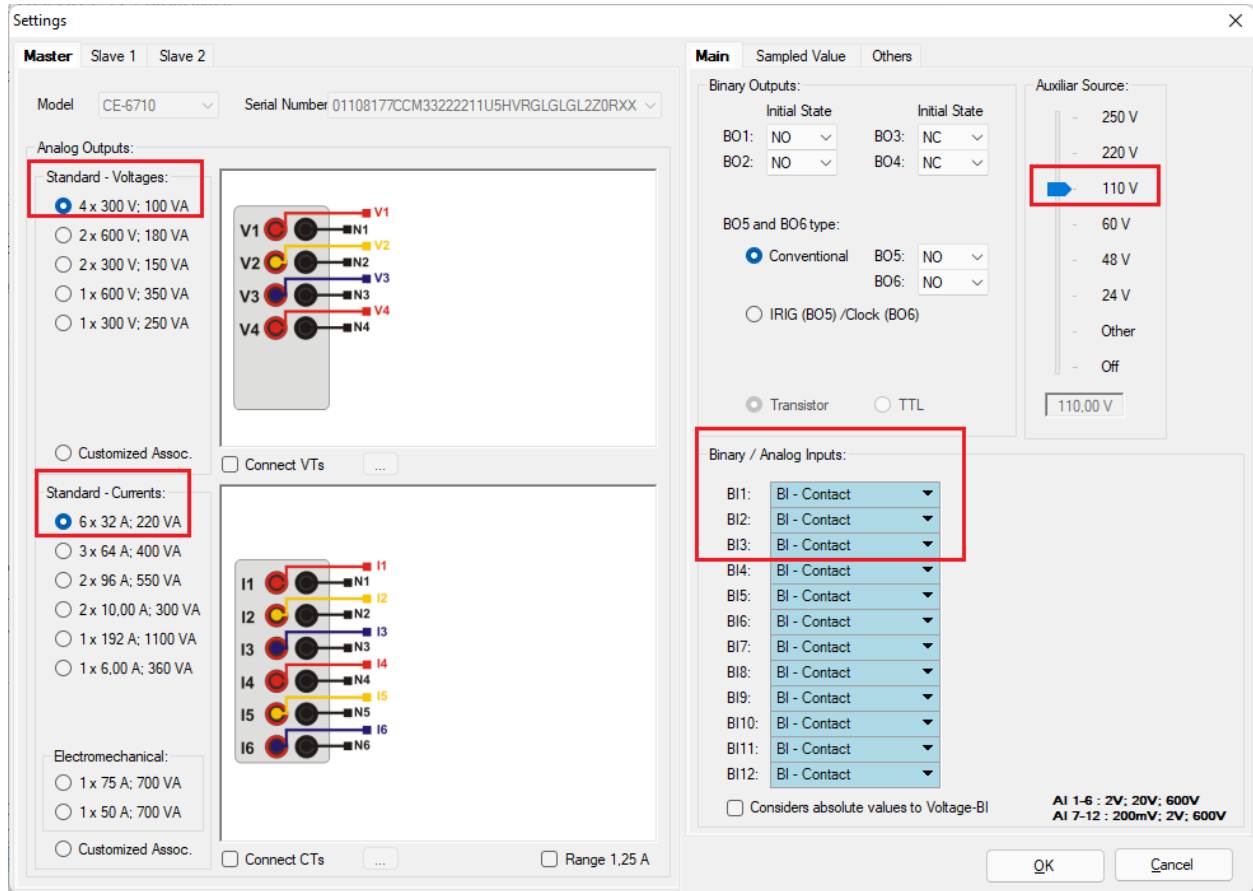 Settings
Master Slave 1 Slave 2
Model CE-6710 Serial Number 01108177CCM33222211U5HVRGLGLGL2Z0RXX
Analog Outputs:
Standard - Voltages:
4 x 300 V; 100 VA
2 x 600 V; 180 VA
2 x 300 V; 150 VA
1 x 600 V; 350 VA
1 x 300 V; 250 VA
Customized Assoc.
V1 V1 N1
V2 V2 N2
V3 V3 N3
V4 V4 N4
Connect VTs ...
Standard - Currents:
6 x 32 A; 220 VA
3 x 64 A; 400 VA
2 x 96 A; 550 VA
2 x 10,00 A; 300 VA
1 x 192 A; 1100 VA
1 x 6,00 A; 360 VA
Electromechanical:
1 x 75 A; 700 VA
1 x 50 A; 700 VA
Customized Assoc.
I1 I1 N1
I2 I2 N2
I3 I3 N3
I4 I4 N4
I5 I5 N5
I6 I6 N6
Connect CTs ... Range 1,25 A
Main Sampled Value Others
Binary Outputs:
Initial State Initial State
BO1: NO BO3: NC
BO2: NO BO4: NC
BO5 and BO6 type:
Conventional BO5: NO
BO6: NO
IRIG (BO5) /Clock (BO6)
Transistor TTL
Auxiliar Source:
250 V
220 V
110 V
60 V
48 V
24 V
Other
Off
110,00 V
Binary / Analog Inputs:
BI1: BI - Contact
BI2: BI - Contact
BI3: BI - Contact
BI4: BI - Contact
BI5: BI - Contact
BI6: BI - Contact
BI7: BI - Contact
BI8: BI - Contact
BI9: BI - Contact
BI10: BI - Contact
BI11: BI - Contact
BI12: BI - Contact
Considers absolute values to Voltage-BI
AI 1-6 : 2V; 20V; 600V
AI 7-12 : 200mV; 2V; 600V
OK Cancel